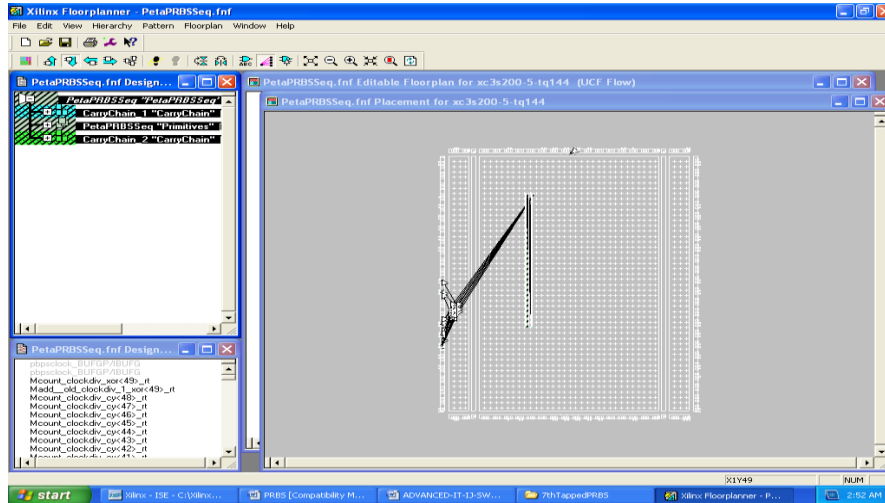 Xilinx Floorplanner - PetaPRBSSeq.fnf
File Edit View Hierarchy Pattern Floorplan Window Help
PetaPRBSSeq.fnf Design...
PetaPRBSSeq "PetaPRBSSeq"
CarryChain_1 "CarryChain"
PetaPRBSSeq "Primitives"
CarryChain_2 "CarryChain"
PetaPRBSSeq.fnf Editable Floorplan for xc3s200-5-tq144 (UCF Flow)
PetaPRBSSeq.fnf Placement for xc3s200-5-tq144
PetaPRBSSeq.fnf Design...
pbpsclock_BUFGP/IBUFG
pbpsclock_BUFGP/BUFG
Mcount_clockdiv_xor<49>_rt
Madd__old_clockdiv_1_xor<49>_rt
Mcount_clockdiv_cy<48>_rt
Mcount_clockdiv_cy<47>_rt
Mcount_clockdiv_cy<46>_rt
Mcount_clockdiv_cy<45>_rt
Mcount_clockdiv_cy<44>_rt
Mcount_clockdiv_cy<43>_rt
Mcount_clockdiv_cy<42>_rt
X1Y49
NUM
start
Xilinx - ISE - C:\Xilinx...
PRBS [Compatibility M...
ADVANCED-IT-IJ-SW...
7thTappedPRBS
Xilinx Floorplanner - P...
2:52 AM